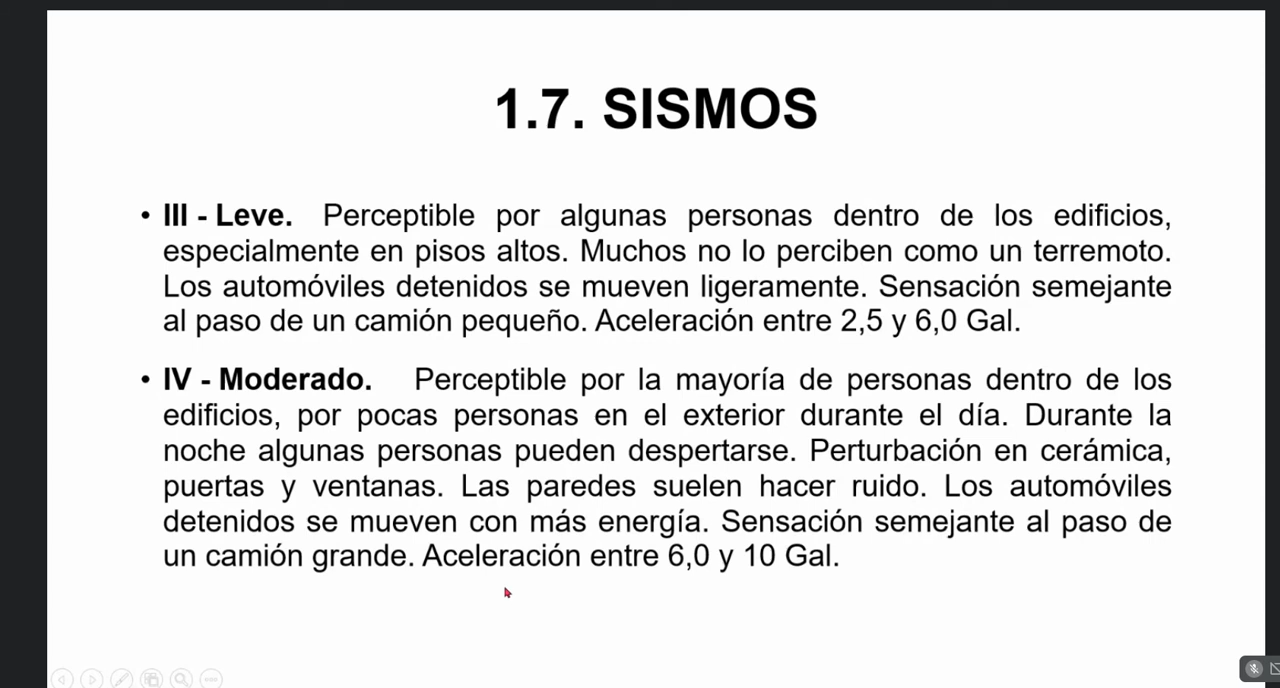 1.7. SISMOS
• III - Leve. Perceptible por algunas personas dentro de los edificios,
especialmente en pisos altos. Muchos no lo perciben como un terremoto.
Los automóviles detenidos se mueven ligeramente. Sensación semejante
al paso de un camión pequeño. Aceleración entre 2,5 y 6,0 Gal.
• IV - Moderado. Perceptible por la mayoría de personas dentro de los
edificios, por pocas personas en el exterior durante el día. Durante la
noche algunas personas pueden despertarse. Perturbación en cerámica,
puertas y ventanas. Las paredes suelen hacer ruido. Los automóviles
detenidos se mueven con más energía. Sensación semejante al paso de
un camión grande. Aceleración entre 6,0 y 10 Gal.